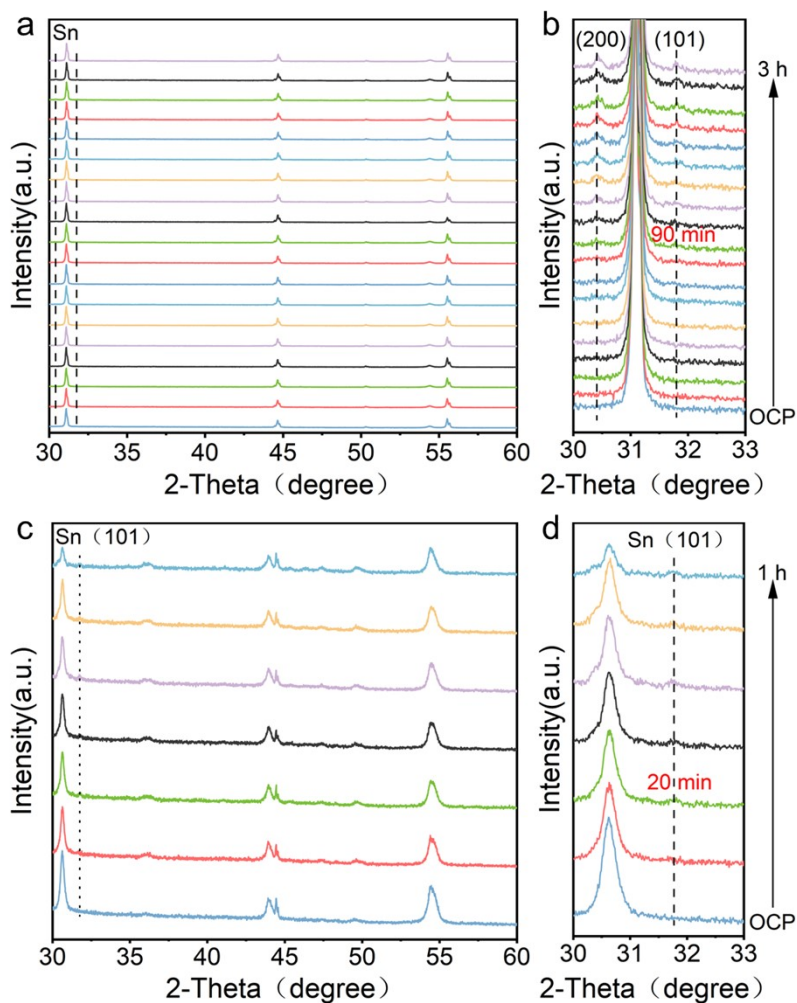 a
Sn
Intensity(a.u.)
30 35 40 45 50 55 60
2-Theta（degree）
b
(200) (101)
3 h
90 min
OCP
Intensity(a.u.)
30 31 32 33
2-Theta（degree）
c
Sn（101）
Intensity(a.u.)
30 35 40 45 50 55 60
2-Theta（degree）
d
Sn（101）
1 h
20 min
OCP
Intensity(a.u.)
30 31 32 33
2-Theta（degree）